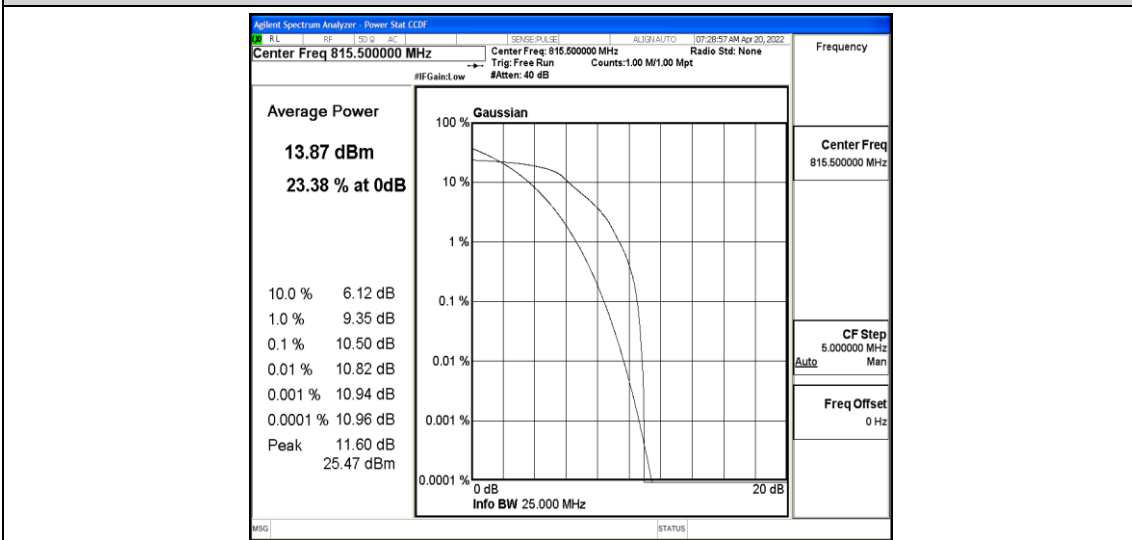 Agilent Spectrum Analyzer - Power Stat CCDF
RL RF 50 Ω AC SENSE:PULSE ALIGN AUTO 07:28:57 AM Apr 20, 2022
Center Freq 815.500000 MHz
Center Freq: 815.500000 MHz Radio Std: None
Trig: Free Run Counts:1.00 M/1.00 Mpt
#IFGain:Low #Atten: 40 dB
Frequency
Average Power
13.87 dBm
23.38 % at 0dB
10.0 % 6.12 dB
1.0 % 9.35 dB
0.1 % 10.50 dB
0.01 % 10.82 dB
0.001 % 10.94 dB
0.0001 % 10.96 dB
Peak 11.60 dB
25.47 dBm
Gaussian
100 %
10 %
1 %
0.1 %
0.01 %
0.001 %
0.0001 %
0 dB 20 dB
Info BW 25.000 MHz
Center Freq
815.500000 MHz
CF Step
5.000000 MHz
Auto Man
Freq Offset
0 Hz
MSG STATUS